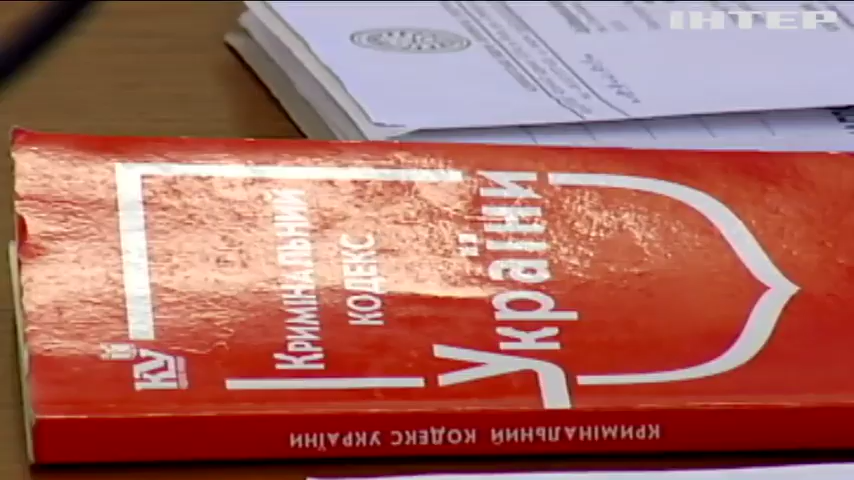 ІНТЕР
Кримінальний
кодекс
України
КУ
КРИМІНАЛЬНИЙ КОДЕКС УКРАЇНИ